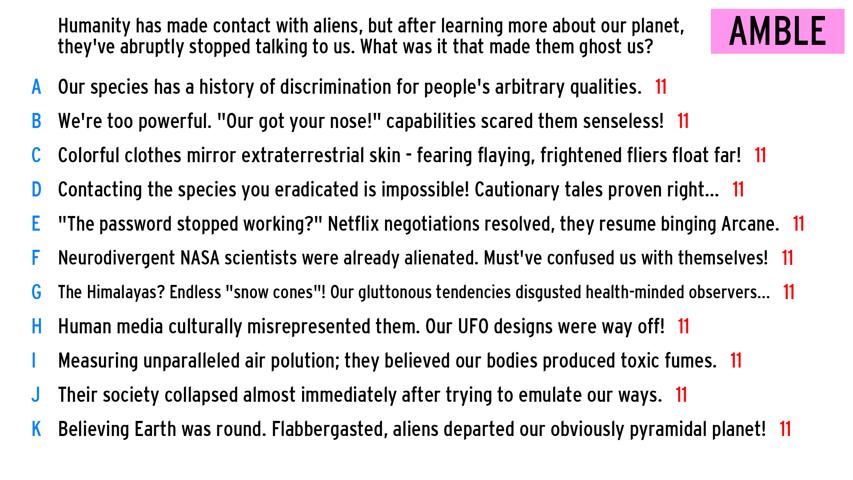 Humanity has made contact with aliens, but after learning more about our planet,
they've abruptly stopped talking to us. What was it that made them ghost us?
AMBLE
A Our species has a history of discrimination for people's arbitrary qualities. 11
B We're too powerful. "Our got your nose!" capabilities scared them senseless! 11
C Colorful clothes mirror extraterrestrial skin - fearing flaying, frightened fliers float far! 11
D Contacting the species you eradicated is impossible! Cautionary tales proven right... 11
E "The password stopped working?" Netflix negotiations resolved, they resume binging Arcane. 11
F Neurodivergent NASA scientists were already alienated. Must've confused us with themselves! 11
G The Himalayas? Endless "snow cones"! Our gluttonous tendencies disgusted health-minded observers... 11
H Human media culturally misrepresented them. Our UFO designs were way off! 11
I Measuring unparalleled air polution; they believed our bodies produced toxic fumes. 11
J Their society collapsed almost immediately after trying to emulate our ways. 11
K Believing Earth was round. Flabbergasted, aliens departed our obviously pyramidal planet! 11